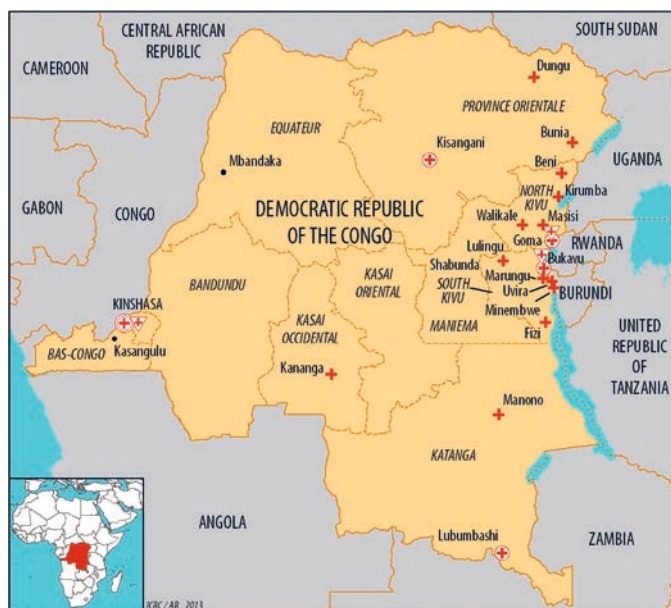 CENTRAL AFRICAN
REPUBLIC
SOUTH SUDAN
CAMEROON
Dungu
PROVINCE ORIENTALE
EQUATEUR
Bunia
Kisangani
Mbandaka
Beni
UGANDA
GABON
CONGO
NORTH
KIVU
Kirumba
DEMOCRATIC REPUBLIC
OF THE CONGO
Walikale
Masisi
Goma
RWANDA
Lulingu
Bukavu
BANDUNDU
KASAI
ORIENTAL
Shabunda
SOUTH
KIVU
Marungu
Uvira
BURUNDI
Minembwe
KINSHASA
KASAI
OCCIDENTAL
MANIEMA
Fizi
BAS-CONGO
Kasangulu
UNITED
REPUBLIC
OF
TANZANIA
Kananga
Manono
KATANGA
ANGOLA
Lubumbashi
ZAMBIA
ICRC / AR_2013